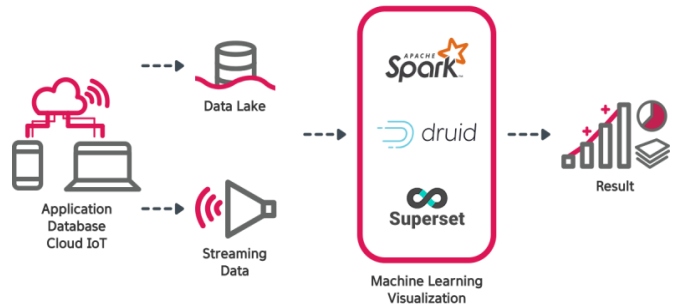 Application
Database
Cloud IoT
Data Lake
Streaming
Data
APACHE
Spark
druid
Superset
Machine Learning
Visualization
Result